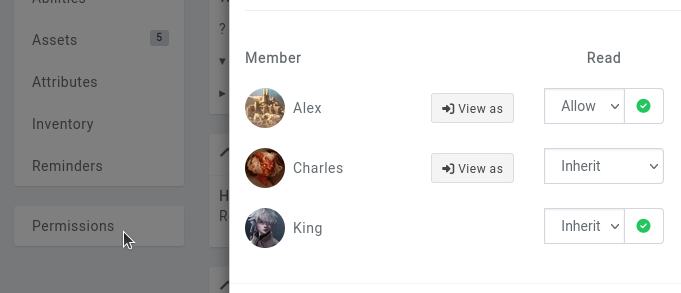 Abilities
Assets 5
Attributes
Inventory
Reminders
Permissions
?
H
R
Member Read
Alex View as Allow
Charles View as Inherit
King Inherit